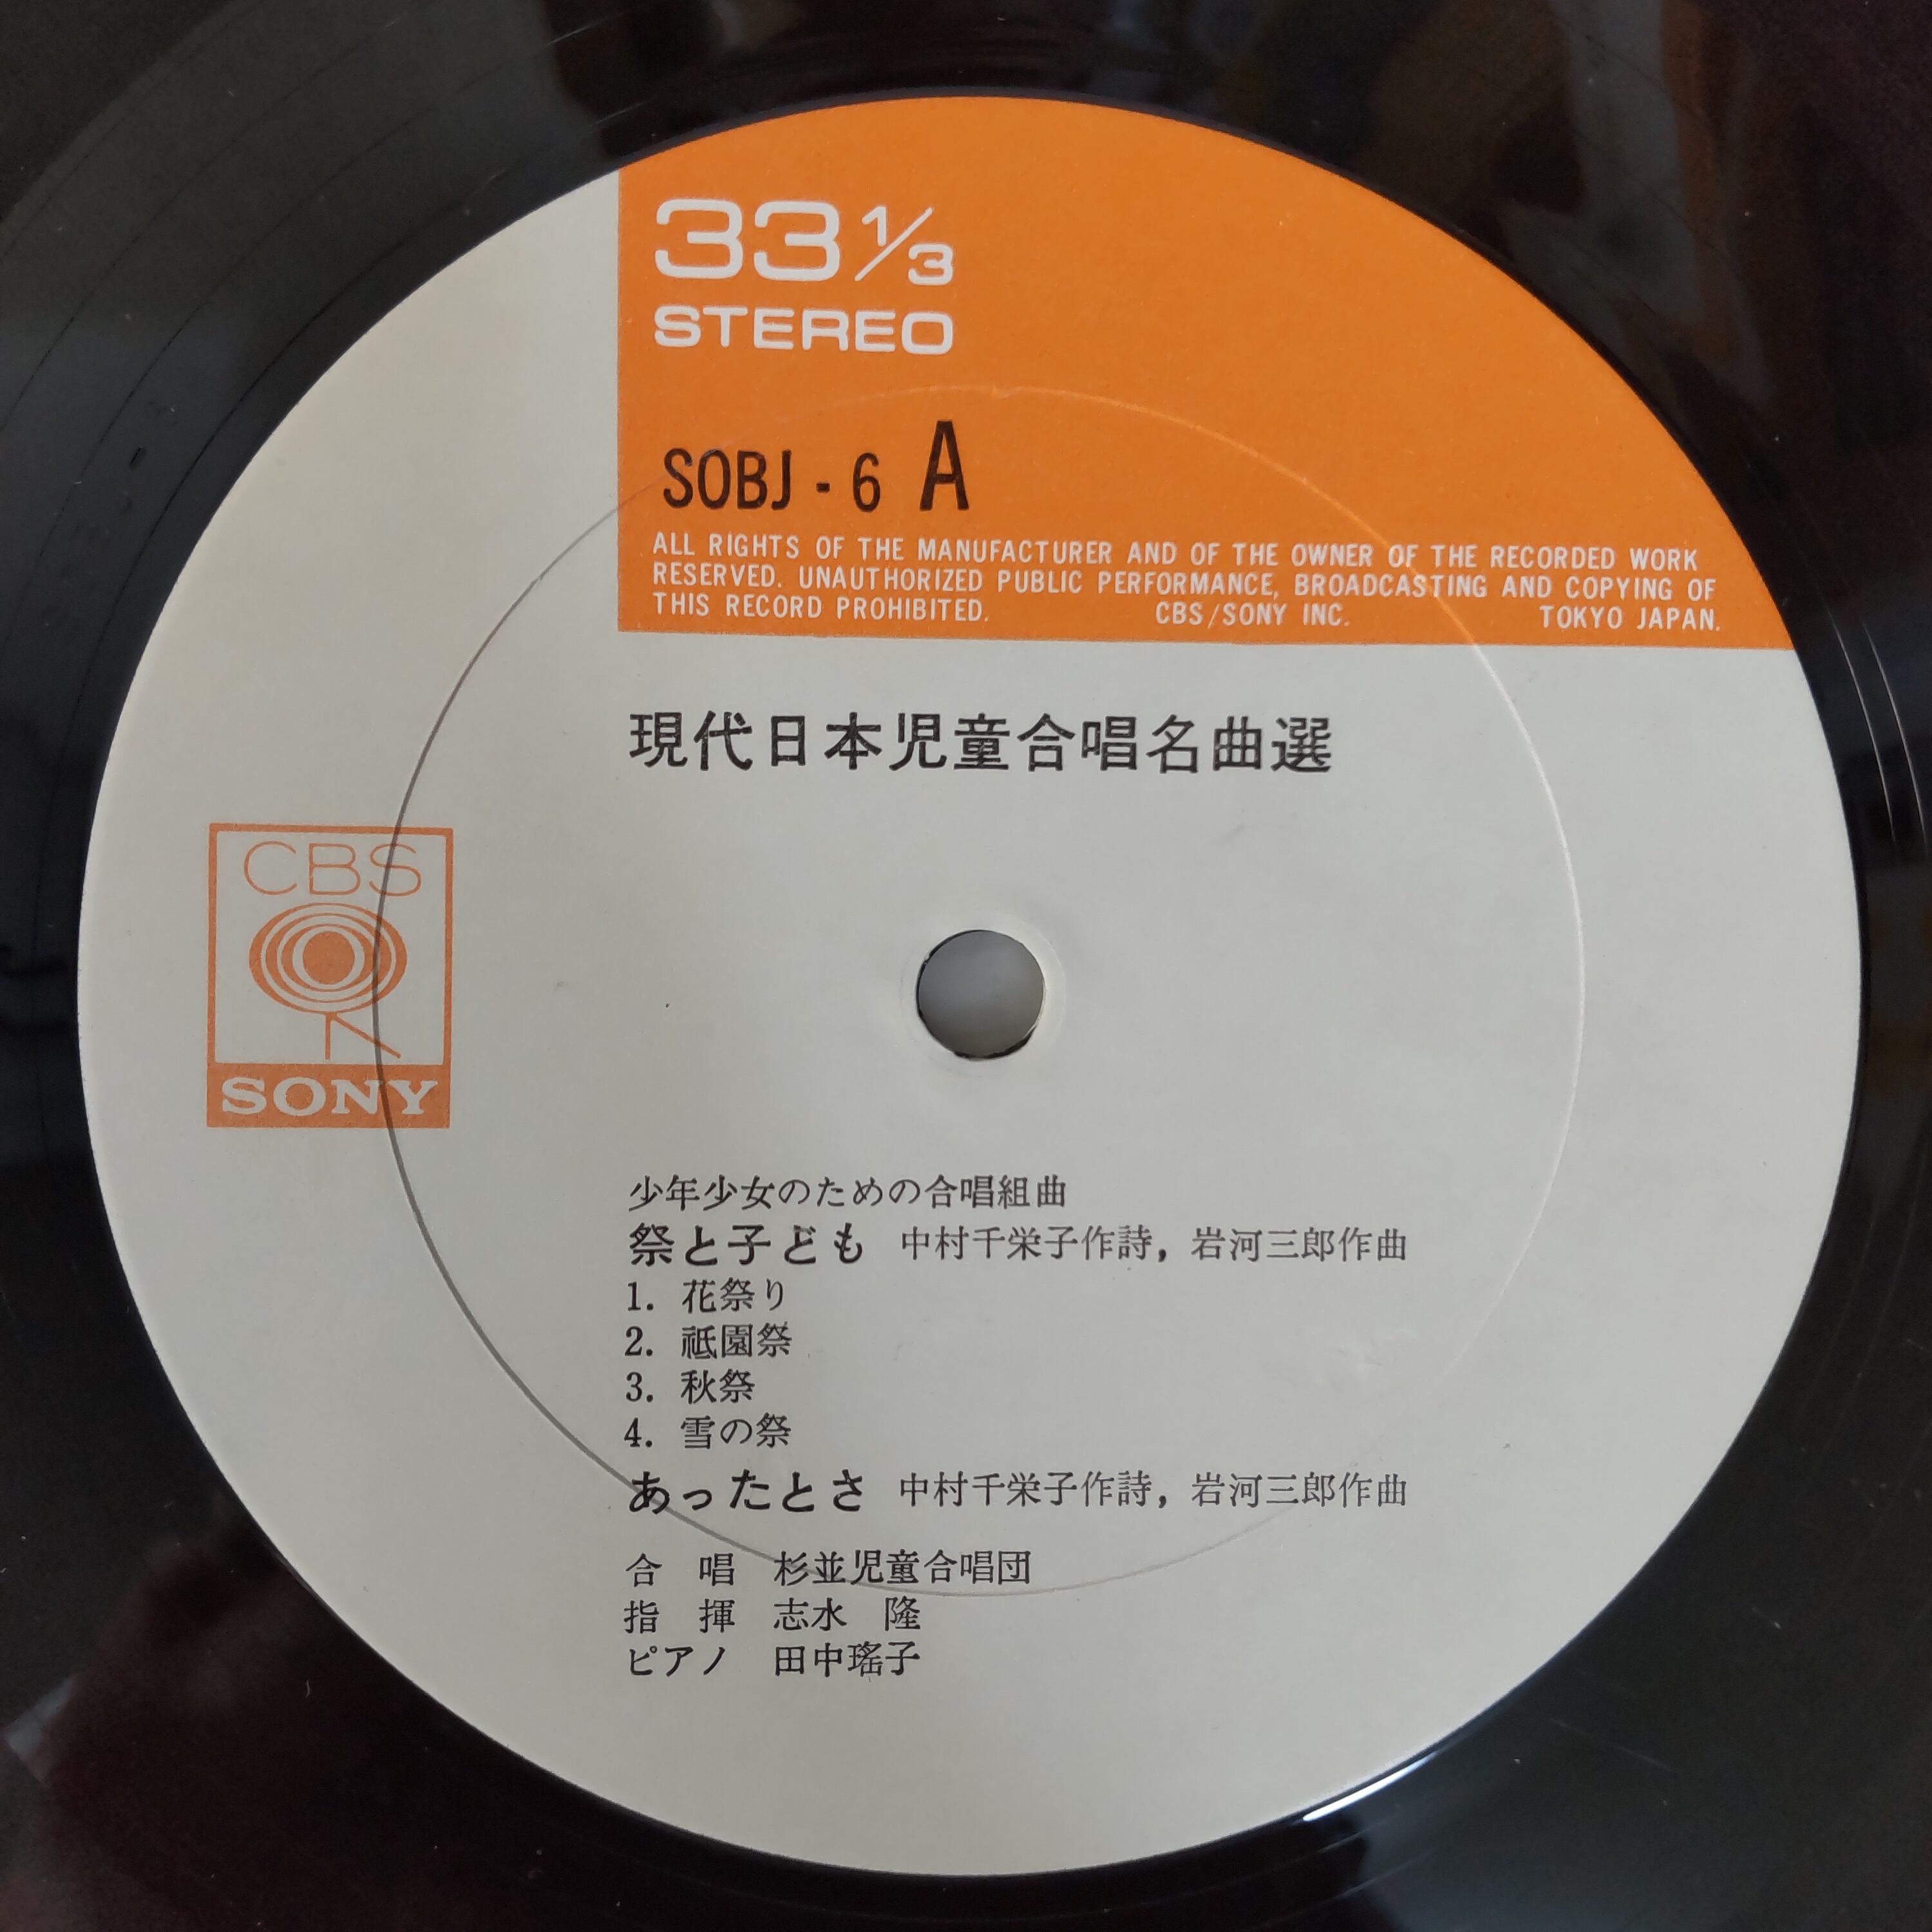 33 1/3
STEREO
SOBJ - 6 A
ALL RIGHTS OF THE MANUFACTURER AND OF THE OWNER OF THE RECORDED WORK
RESERVED. UNAUTHORIZED PUBLIC PERFORMANCE, BROADCASTING AND COPYING OF
THIS RECORD PROHIBITED. CBS/SONY INC. TOKYO JAPAN.
現代日本児童合唱名曲選
CBS
SONY
少年少女のための合唱組曲
祭と子ども 中村千栄子作詩，岩河三郎作曲
1. 花祭り
2. 祇園祭
3. 秋祭
4. 雪の祭
あったとさ 中村千栄子作詩，岩河三郎作曲
合 唱 杉並児童合唱団
指 揮 志水 隆
ピアノ 田中瑤子